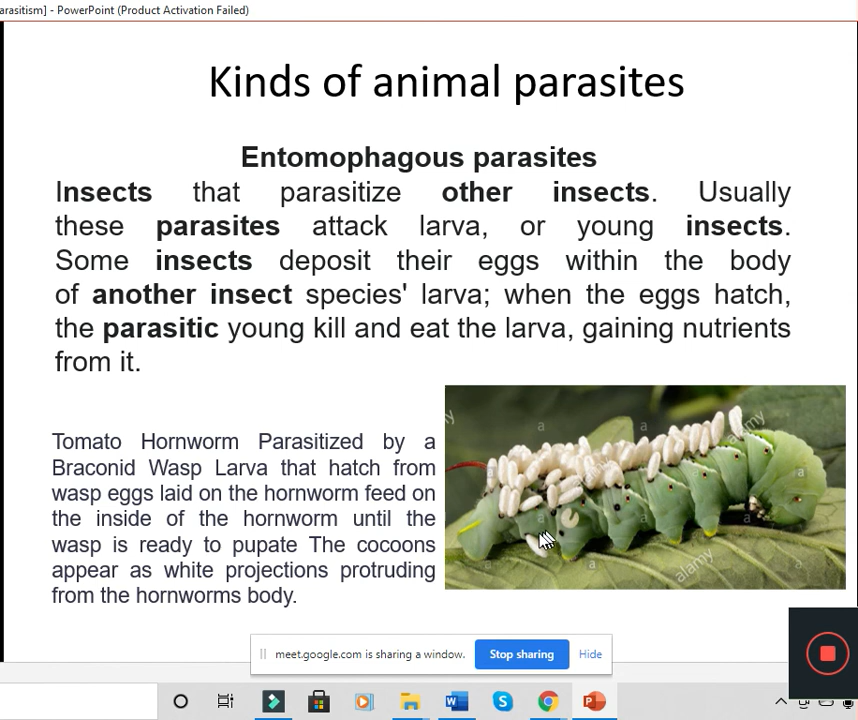 arasitism] - PowerPoint (Product Activation Failed)
Kinds of animal parasites
Entomophagous parasites
Insects that parasitize other insects. Usually
these parasites attack larva, or young insects.
Some insects deposit their eggs within the body
of another insect species' larva; when the eggs hatch,
the parasitic young kill and eat the larva, gaining nutrients
from it.
Tomato Hornworm Parasitized by a
Braconid Wasp Larva that hatch from
wasp eggs laid on the hornworm feed on
the inside of the hornworm until the
wasp is ready to pupate The cocoons
appear as white projections protruding
from the hornworms body.
alamy
a
a
alamy
a
a
a
a
a
a
alamy
meet.google.com is sharing a window.
Stop sharing
Hide